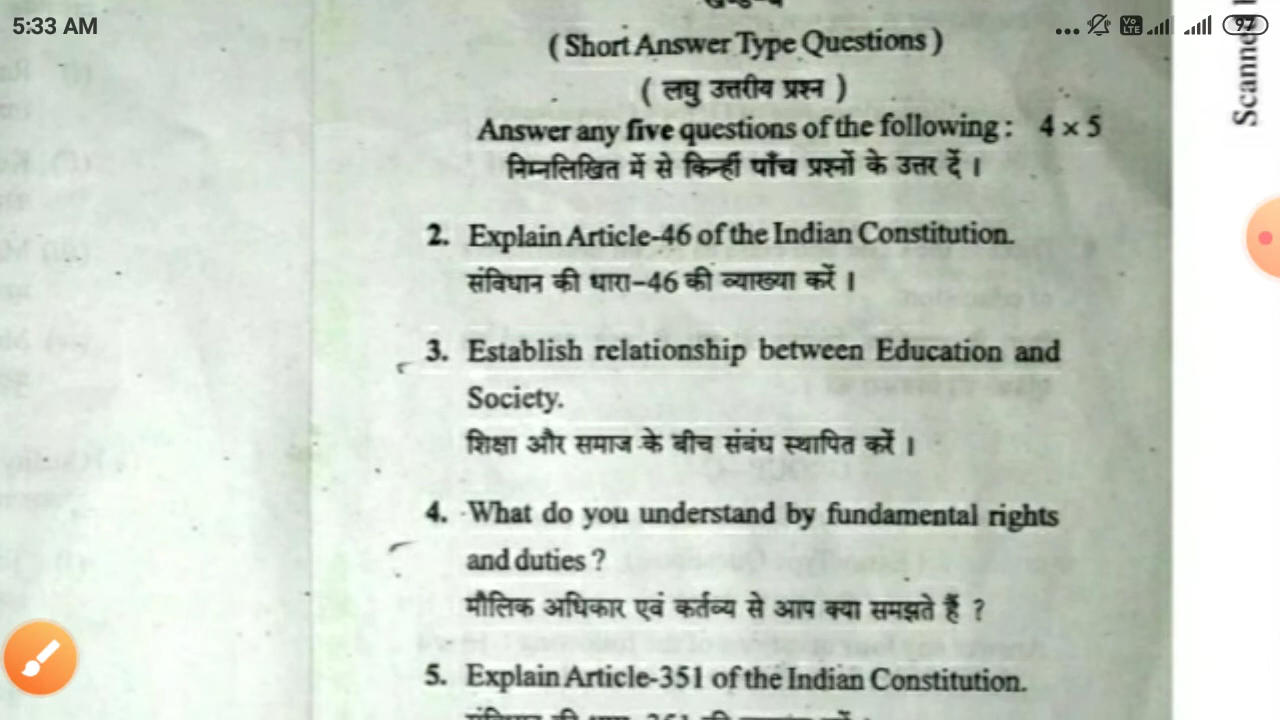 5:33 AM
97
( Short Answer Type Questions )
( लघु उत्तरीय प्रश्न )
Answer any five questions of the following : 4 × 5
निम्नलिखित में से किन्हीं पाँच प्रश्नों के उत्तर दें ।
2. Explain Article-46 of the Indian Constitution.
संविधान की धारा-46 की व्याख्या करें ।
3. Establish relationship between Education and
Society.
शिक्षा और समाज के बीच संबंध स्थापित करें ।
4. What do you understand by fundamental rights
and duties ?
मौलिक अधिकार एवं कर्तव्य से आप क्या समझते हैं ?
5. Explain Article-351 of the Indian Constitution.